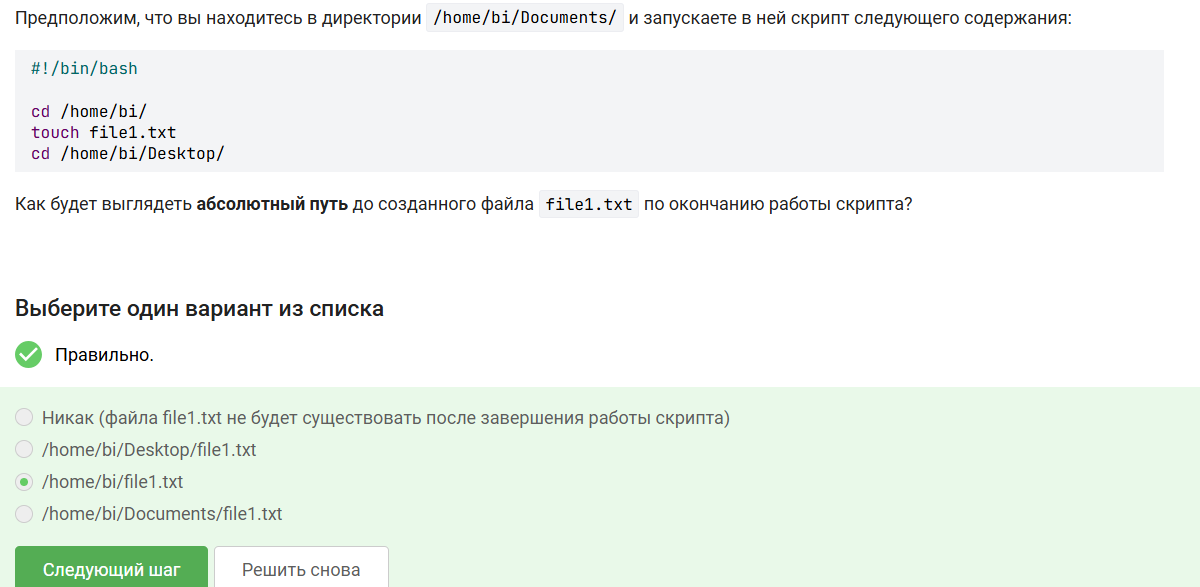 Предположим, что вы находитесь в директории /home/bi/Documents/ и запускаете в ней скрипт следующего содержания:
#!/bin/bash
cd /home/bi/
touch file1.txt
cd /home/bi/Desktop/
Как будет выглядеть абсолютный путь до созданного файла file1.txt по окончанию работы скрипта?
Выберите один вариант из списка
Правильно.
Никак (файла file1.txt не будет существовать после завершения работы скрипта)
/home/bi/Desktop/file1.txt
/home/bi/file1.txt
/home/bi/Documents/file1.txt
Следующий шаг
Решить снова